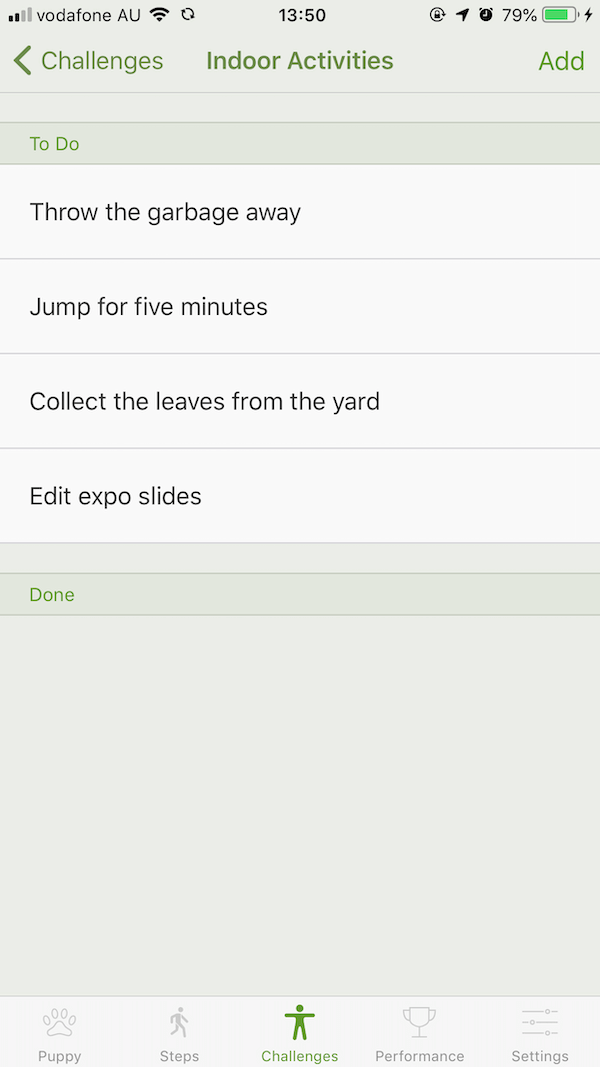 vodafone AU 13:50 79%
Challenges Indoor Activities Add
To Do
Throw the garbage away
Jump for five minutes
Collect the leaves from the yard
Edit expo slides
Done
Puppy Steps Challenges Performance Settings